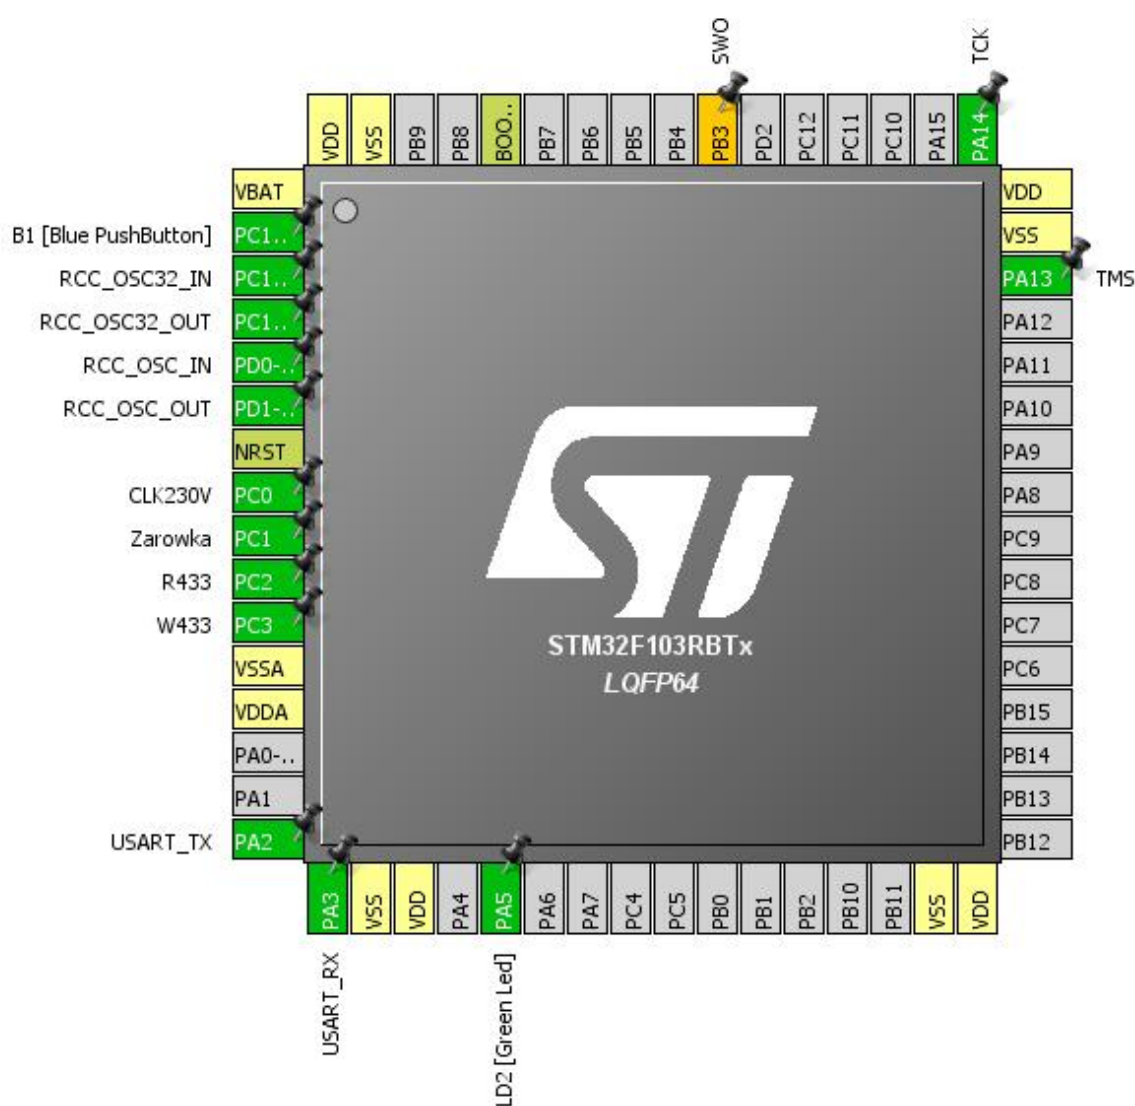 SWO
TCK
VDD
VSS
PB9
PB8
BOO..
PB7
PB6
PB5
PB4
PB3
PD2
PC12
PC11
PC10
PA15
PA14
VBAT
B1 [Blue PushButton] PC1..
RCC_OSC32_IN PC1..
RCC_OSC32_OUT PC1..
RCC_OSC_IN PD0-..
RCC_OSC_OUT PD1-..
NRST
CLK230V PC0
Zarowka PC1
R433 PC2
W433 PC3
VSSA
VDDA
PA0-..
PA1
USART_TX PA2
ST
STM32F103RBTx
LQFP64
VDD
VSS
PA13 TMS
PA12
PA11
PA10
PA9
PA8
PC9
PC8
PC7
PC6
PB15
PB14
PB13
PB12
PA3
VSS
VDD
PA4
PA5
PA6
PA7
PC4
PC5
PB0
PB1
PB2
PB10
PB11
VSS
VDD
USART_RX
LD2 [Green Led]